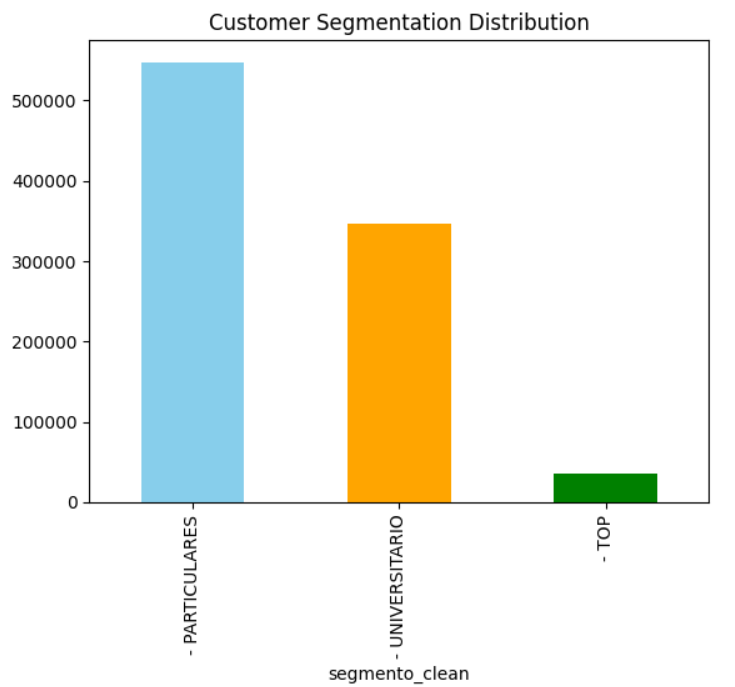 Customer Segmentation Distribution
500000
400000
300000
200000
100000
0
- PARTICULARES
- UNIVERSITARIO
- TOP
segmento_clean